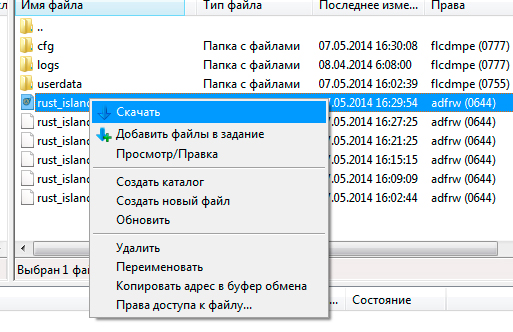 Имя файла Тип файла Последнее изме... Права
..
cfg Папка с файлами 07.05.2014 16:30:08 flcdmpe (0777)
logs Папка с файлами 08.04.2014 6:08:00 flcdmpe (0777)
userdata Папка с файлами 07.05.2014 16:02:39 flcdmpe (0755)
rust_island 07.05.2014 16:29:54 adfrw (0644)
rust_island 07.05.2014 16:27:25 adfrw (0644)
rust_island 07.05.2014 16:21:25 adfrw (0644)
rust_island 07.05.2014 16:15:15 adfrw (0644)
rust_island 07.05.2014 16:09:09 adfrw (0644)
rust_island 07.05.2014 16:02:44 adfrw (0644)
Скачать
Добавить файлы в задание
Просмотр/Правка
Создать каталог
Создать новый файл
Обновить
Удалить
Переименовать
Копировать адрес в буфер обмена
Права доступа к файлу...
Выбран 1 фа
... Состояние